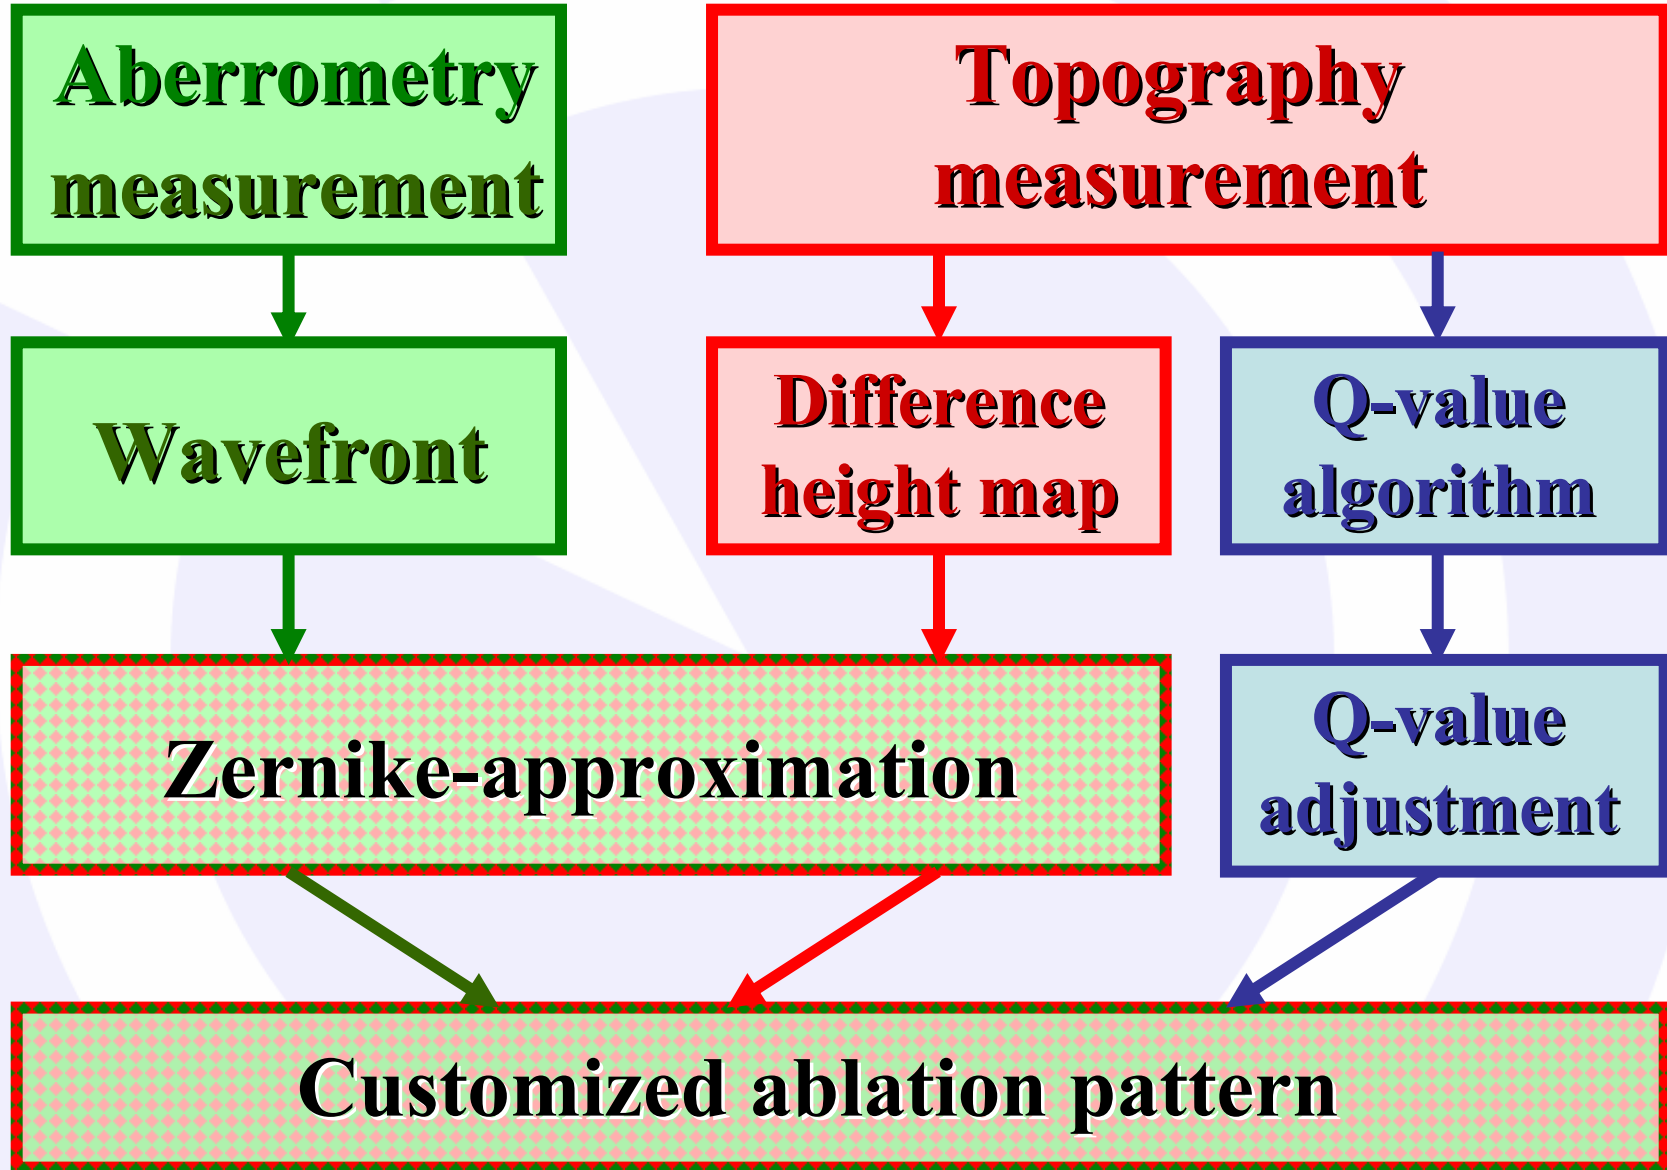 Aberrometry
measurement
Topography
measurement
Wavefront
Difference
height map
Q-value
algorithm
Zernike-approximation
Q-value
adjustment
Customized ablation pattern